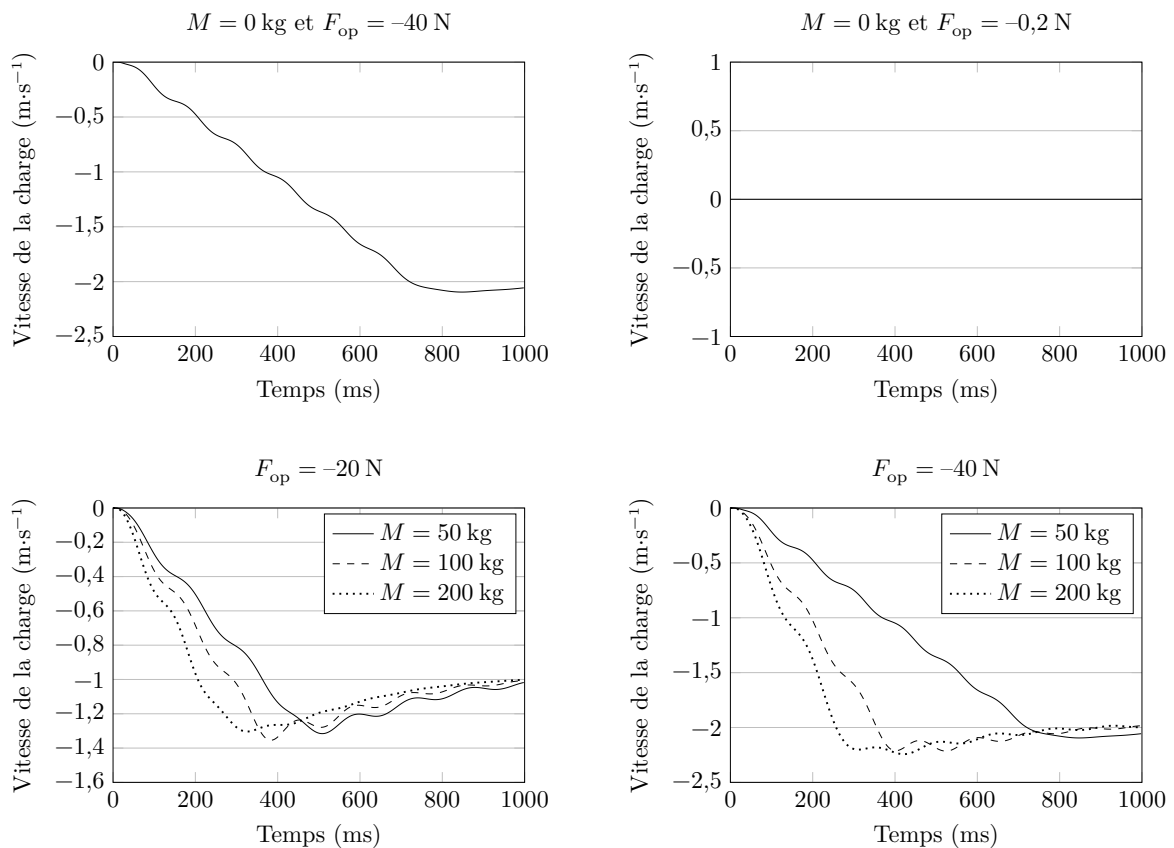 M = 0 kg et F_op = –40 N
Vitesse de la charge (m·s⁻¹)
0
−0,5
−1
−1,5
−2
−2,5
0 200 400 600 800 1000
Temps (ms)
M = 0 kg et F_op = –0,2 N
Vitesse de la charge (m·s⁻¹)
1
0,5
0
−0,5
−1
0 200 400 600 800 1000
Temps (ms)
F_op = –20 N
Vitesse de la charge (m·s⁻¹)
0
−0,2
−0,4
−0,6
−0,8
−1
−1,2
−1,4
−1,6
M = 50 kg
M = 100 kg
M = 200 kg
0 200 400 600 800 1000
Temps (ms)
F_op = –40 N
Vitesse de la charge (m·s⁻¹)
0
−0,5
−1
−1,5
−2
−2,5
M = 50 kg
M = 100 kg
M = 200 kg
0 200 400 600 800 1000
Temps (ms)